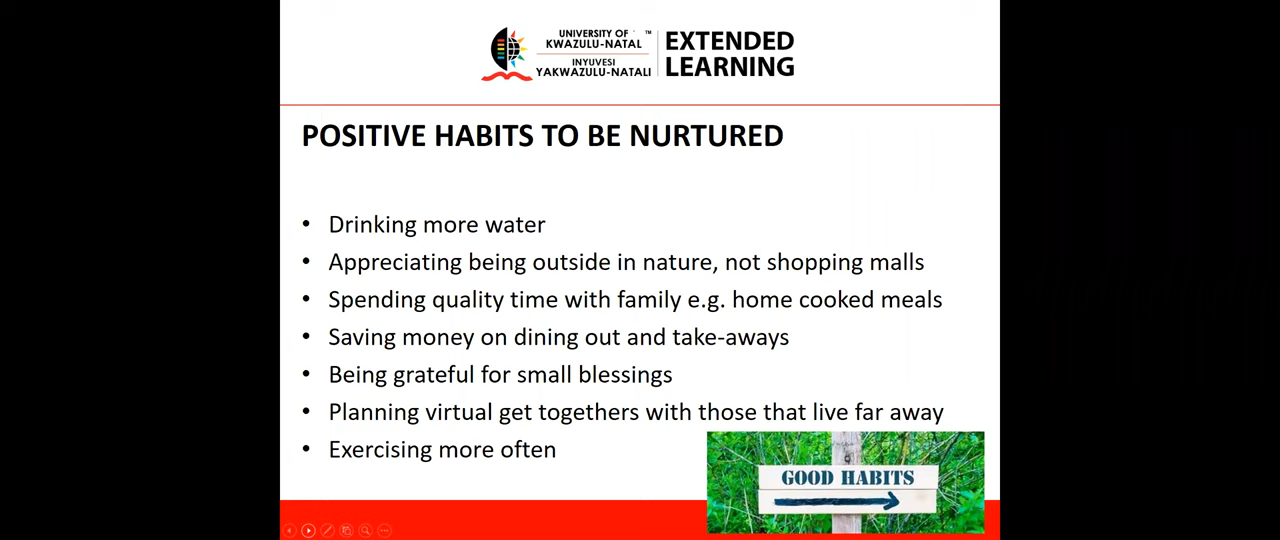 UNIVERSITY OF
KWAZULU-NATAL
INYUVESI
YAKWAZULU-NATALI
™
EXTENDED
LEARNING
POSITIVE HABITS TO BE NURTURED
• Drinking more water
• Appreciating being outside in nature, not shopping malls
• Spending quality time with family e.g. home cooked meals
• Saving money on dining out and take-aways
• Being grateful for small blessings
• Planning virtual get togethers with those that live far away
• Exercising more often
GOOD HABITS